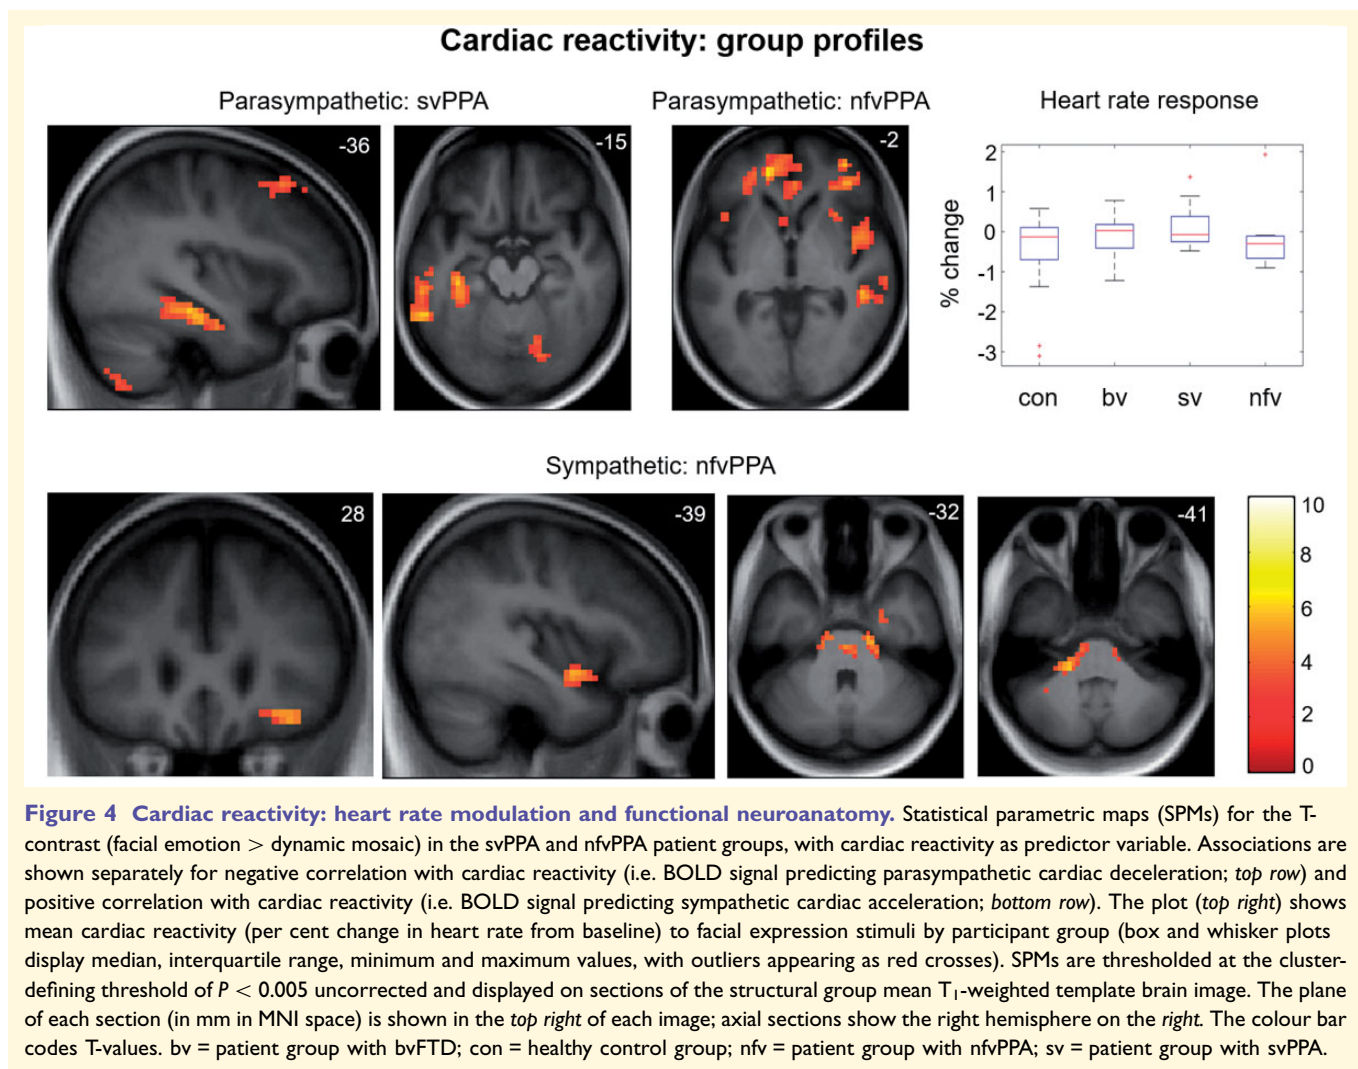 Cardiac reactivity: group profiles
Parasympathetic: svPPA
Parasympathetic: nfvPPA
Heart rate response
-36
-15
-2
% change
2
1
0
-1
-2
-3
con
bv
sv
nfv
Sympathetic: nfvPPA
28
-39
-32
-41
10
8
6
4
2
0
Figure 4 Cardiac reactivity: heart rate modulation and functional neuroanatomy. Statistical parametric maps (SPMs) for the T-
contrast (facial emotion > dynamic mosaic) in the svPPA and nfvPPA patient groups, with cardiac reactivity as predictor variable. Associations are
shown separately for negative correlation with cardiac reactivity (i.e. BOLD signal predicting parasympathetic cardiac deceleration; top row) and
positive correlation with cardiac reactivity (i.e. BOLD signal predicting sympathetic cardiac acceleration; bottom row). The plot (top right) shows
mean cardiac reactivity (per cent change in heart rate from baseline) to facial expression stimuli by participant group (box and whisker plots
display median, interquartile range, minimum and maximum values, with outliers appearing as red crosses). SPMs are thresholded at the cluster-
defining threshold of P < 0.005 uncorrected and displayed on sections of the structural group mean T₁-weighted template brain image. The plane
of each section (in mm in MNI space) is shown in the top right of each image; axial sections show the right hemisphere on the right. The colour bar
codes T-values. bv = patient group with bvFTD; con = healthy control group; nfv = patient group with nfvPPA; sv = patient group with svPPA.